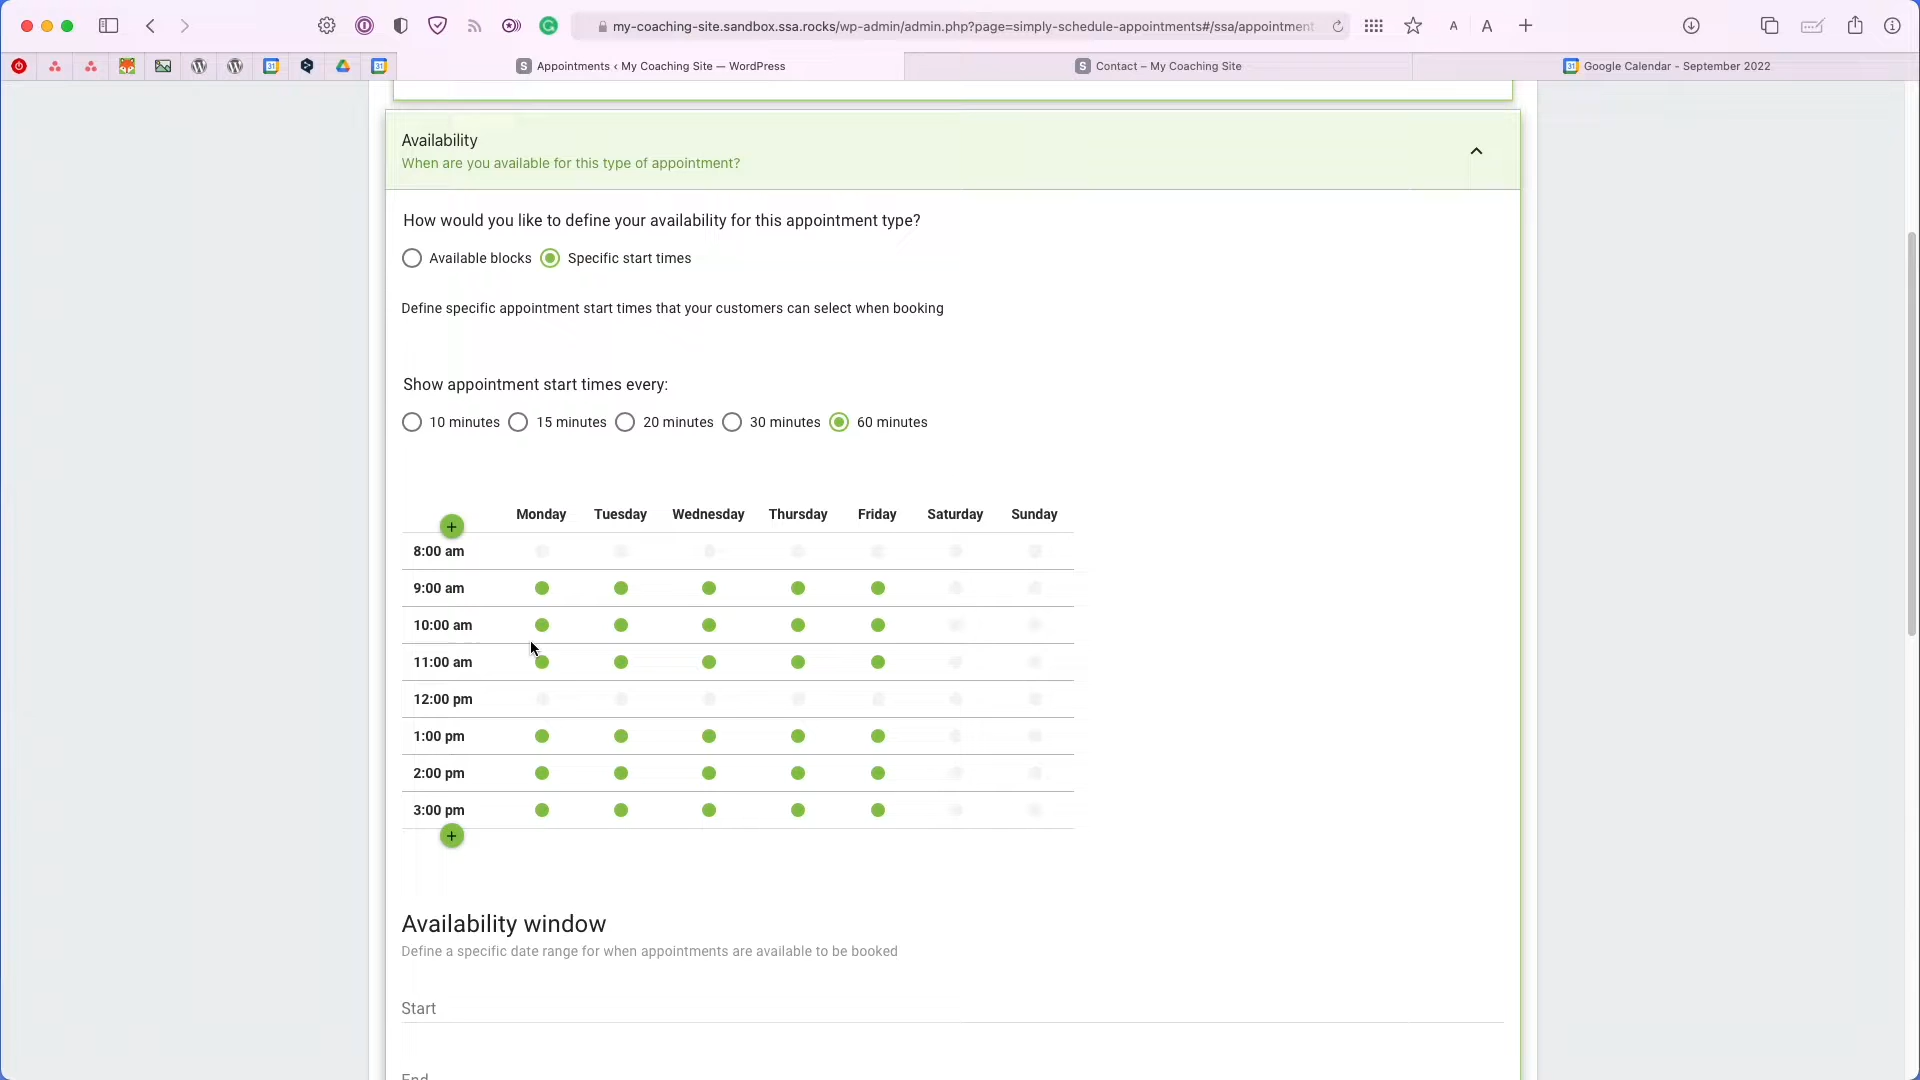 my-coaching-site.sandbox.ssa.rocks/wp-admin/admin.php?page=simply-schedule-appointments#/ssa/appointment
A A
Appointments ‹ My Coaching Site — WordPress
Contact – My Coaching Site
Google Calendar - September 2022
Availability
When are you available for this type of appointment?
How would you like to define your availability for this appointment type?
Available blocks Specific start times
Define specific appointment start times that your customers can select when booking
Show appointment start times every:
10 minutes 15 minutes 20 minutes 30 minutes 60 minutes
Monday Tuesday Wednesday Thursday Friday Saturday Sunday
+
8:00 am
9:00 am
10:00 am
11:00 am
12:00 pm
1:00 pm
2:00 pm
3:00 pm
+
Availability window
Define a specific date range for when appointments are available to be booked
Start
End